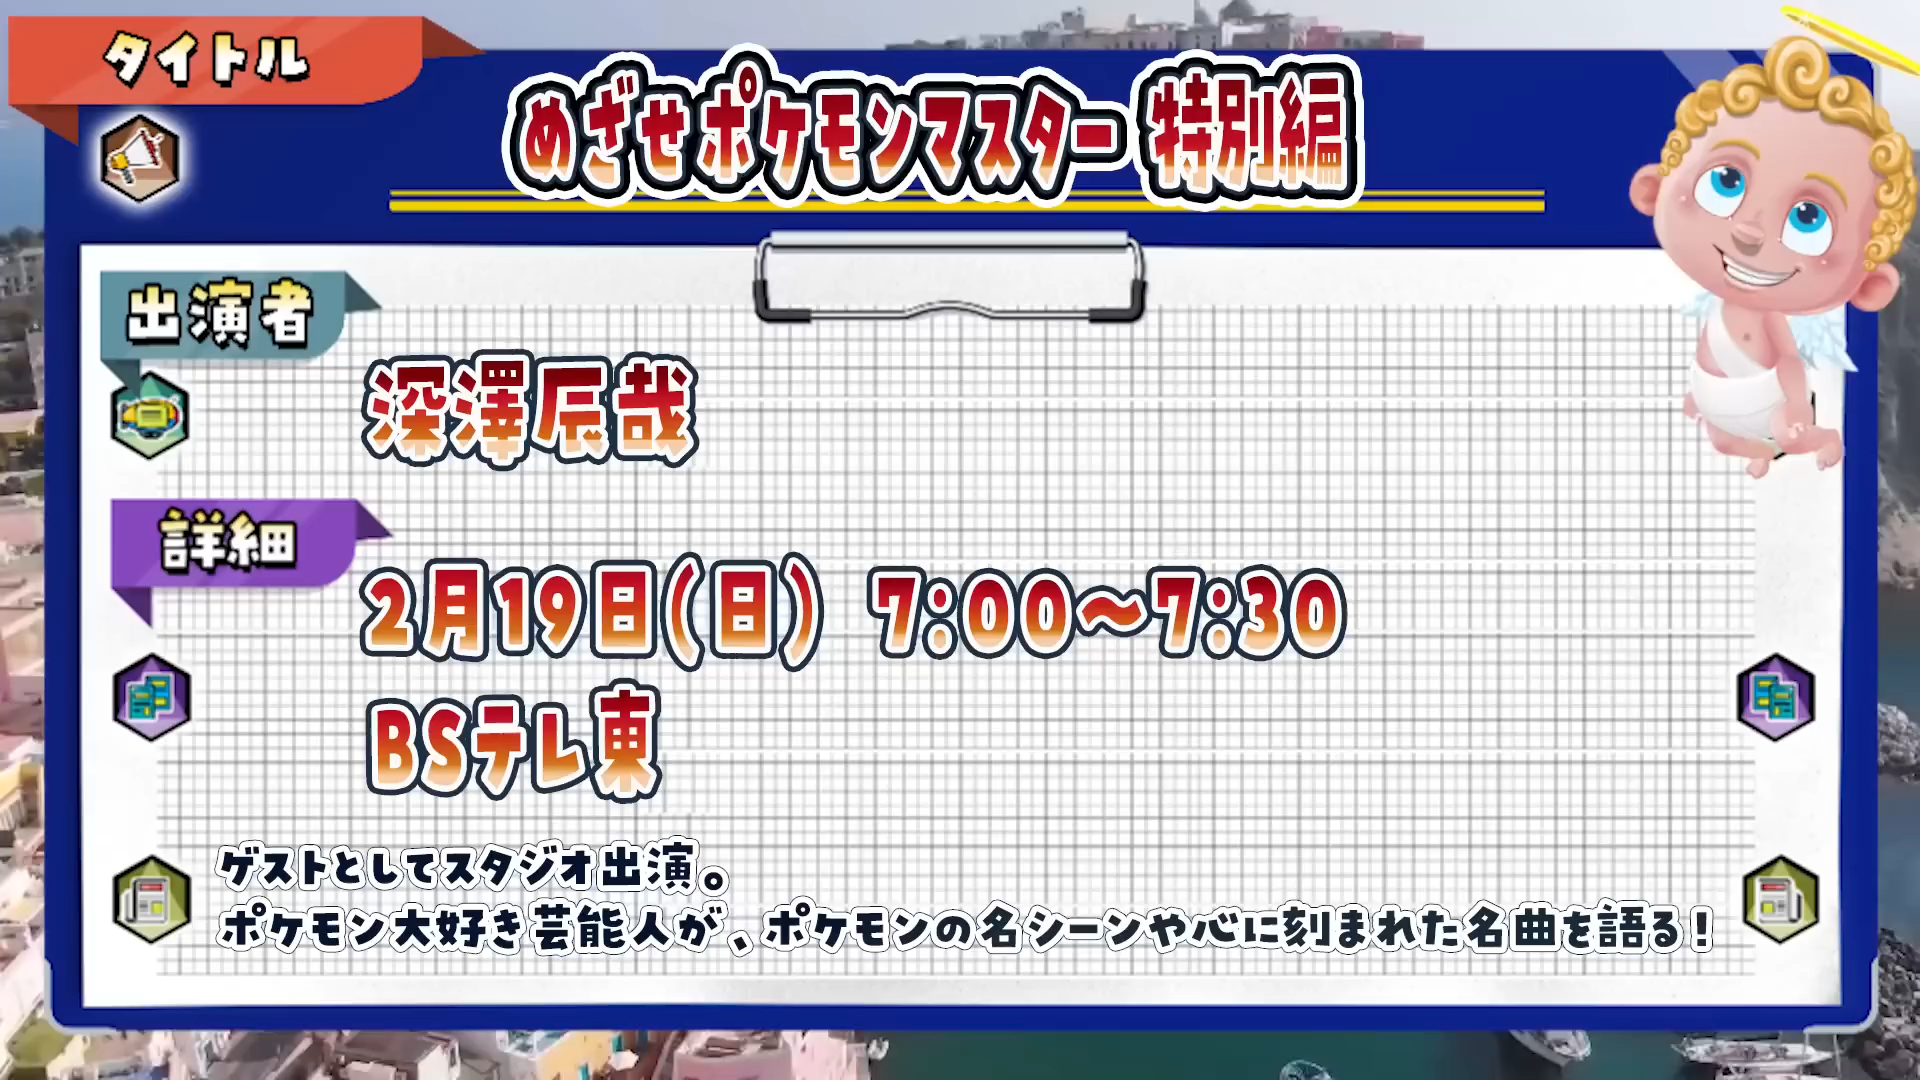 タイトル
めざせポケモンマスター 特別編
出演者
深澤辰哉
詳細
2月19日(日) 7:00~7:30
BSテレ東
ゲストとしてスタジオ出演。
ポケモン大好き芸能人が、ポケモンの名シーンや心に刻まれた名曲を語る!